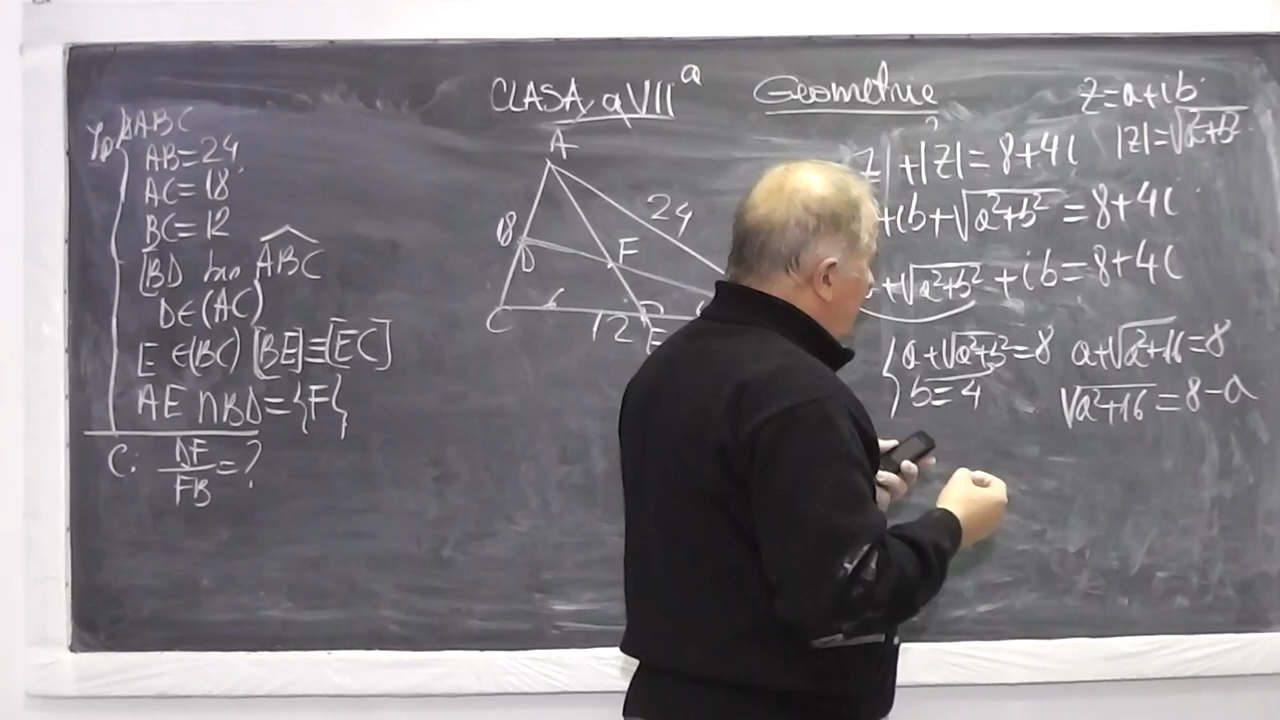 CLASA a VII a Geometrie
ΔABC
AB=24
AC=18
BC=12
[BD bis ABC
D∈(AC)
E∈(BC) [BE]≡[EC]
AE∩BD={F}
C: DF/FB=?
A
18
24
D
F
C
6
12
E
z=a+ib
|z|=√a²+b²
z|+|z|=8+4i
+ib+√a²+b²=8+4i
+√a²+b²+ib=8+4i
{a+√a²+b²=8
b=4
a+√a²+16=8
√a²+16=8-a